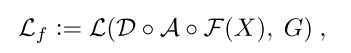 ℒ_f := ℒ(𝒟 ∘ 𝒜 ∘ ℱ(X), G) ,